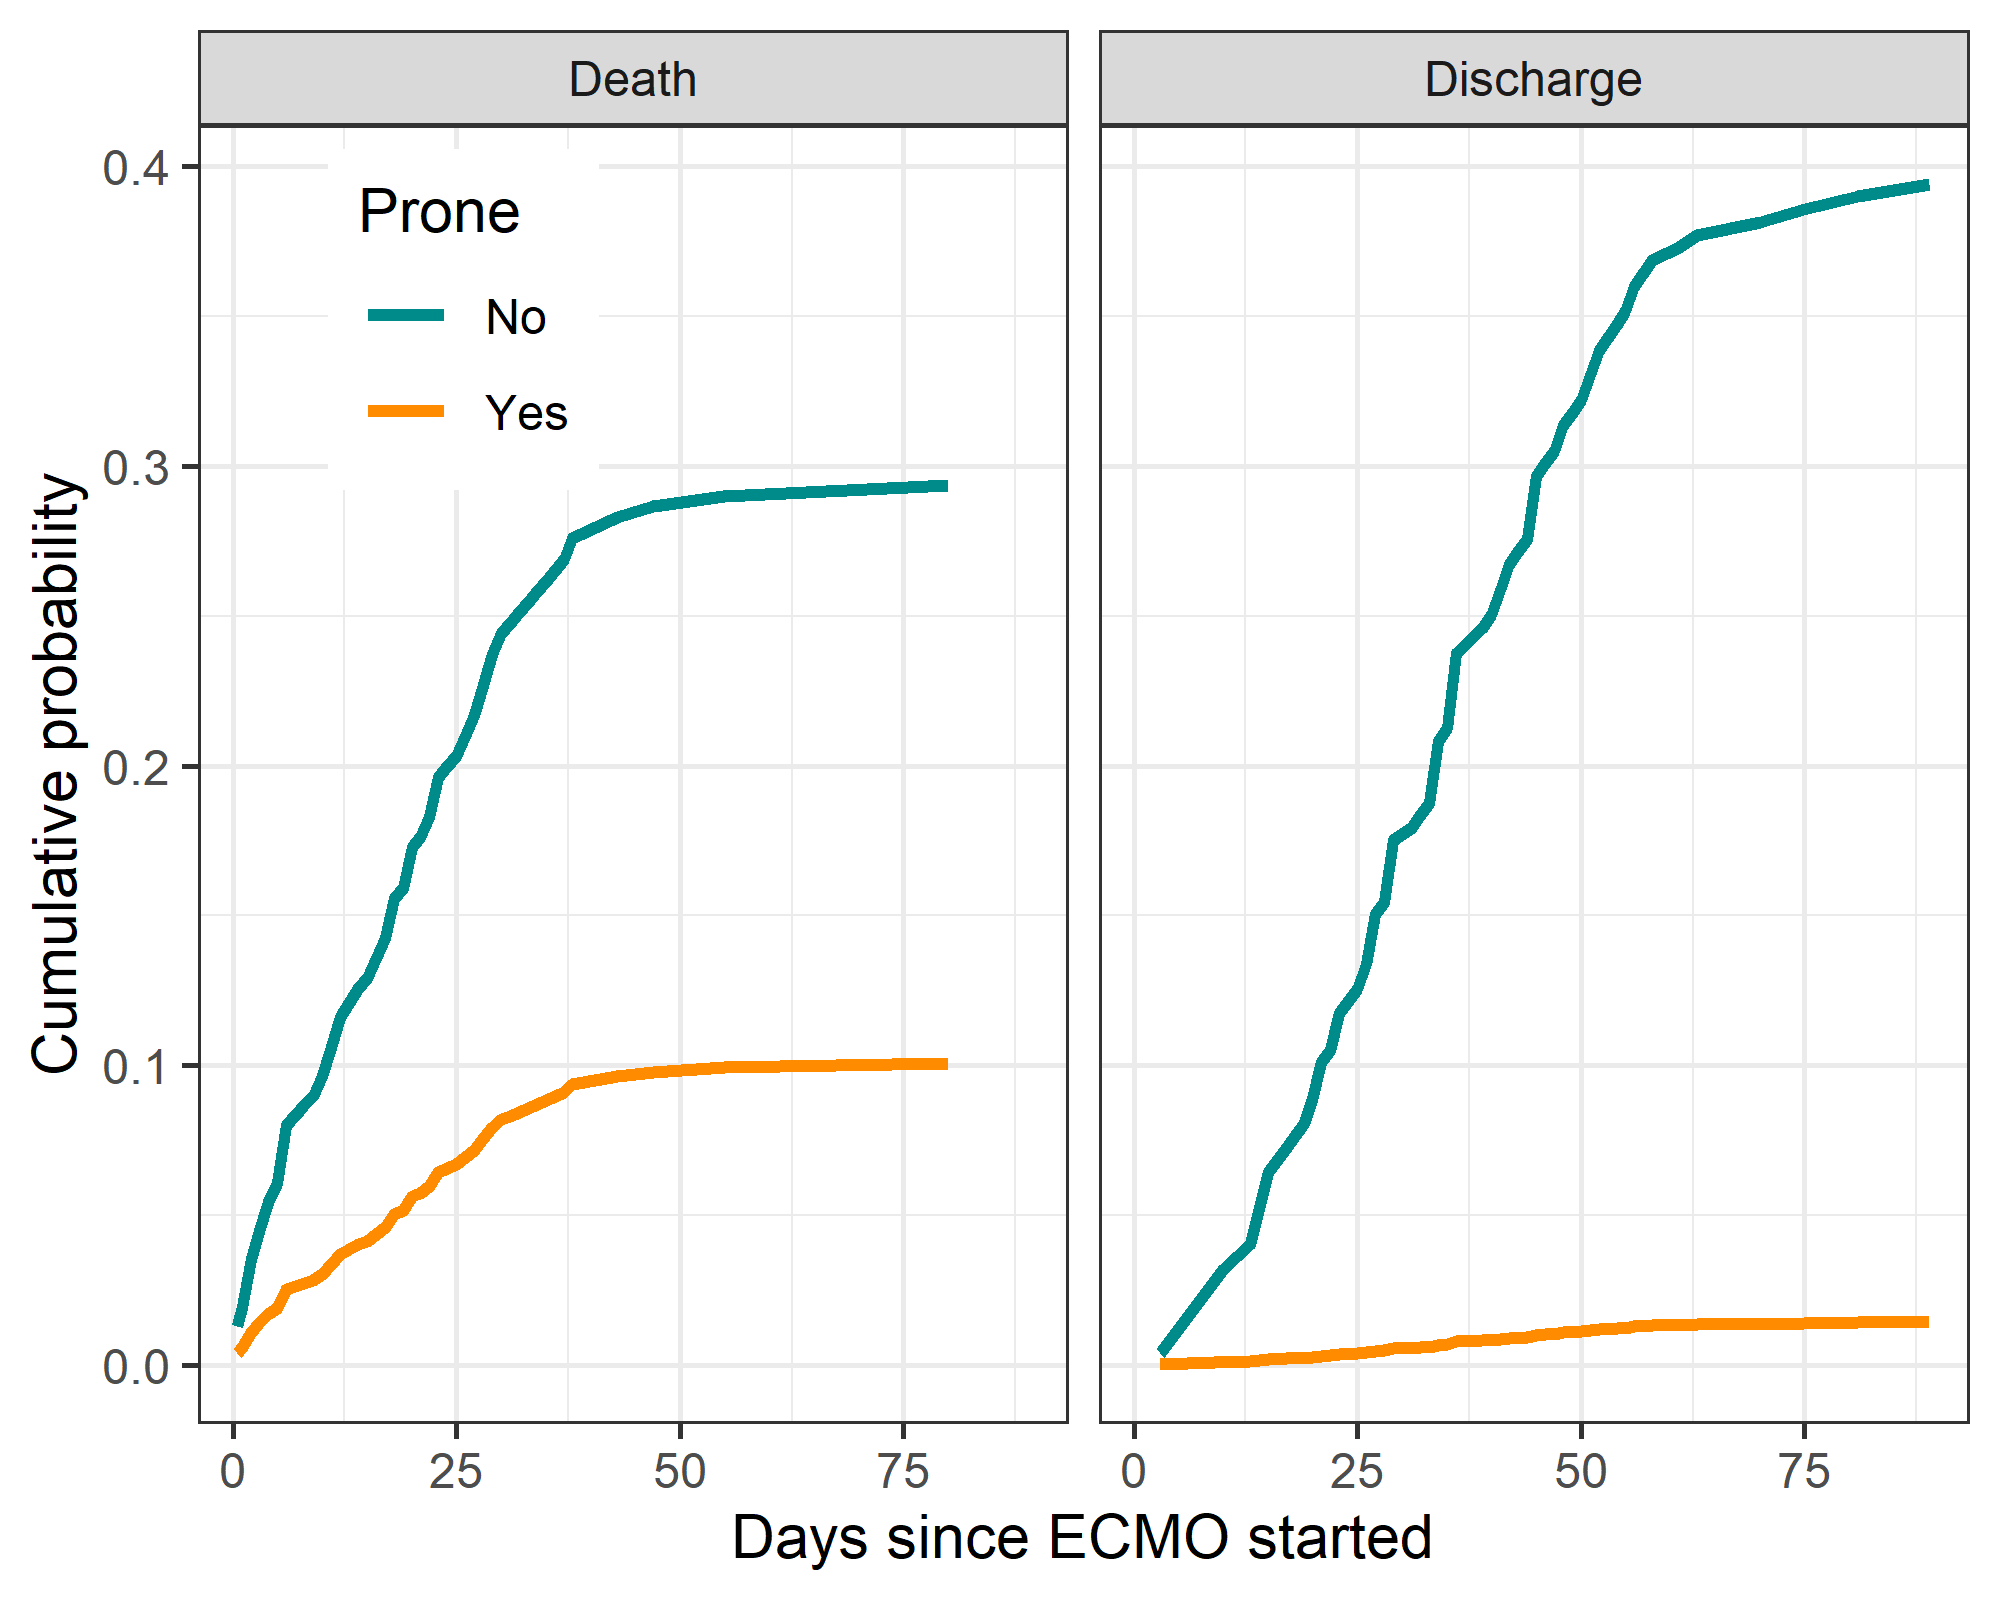 Death
Discharge
Prone
No
Yes
Cumulative probability
0.4
0.3
0.2
0.1
0.0
0 25 50 75
0 25 50 75
Days since ECMO started